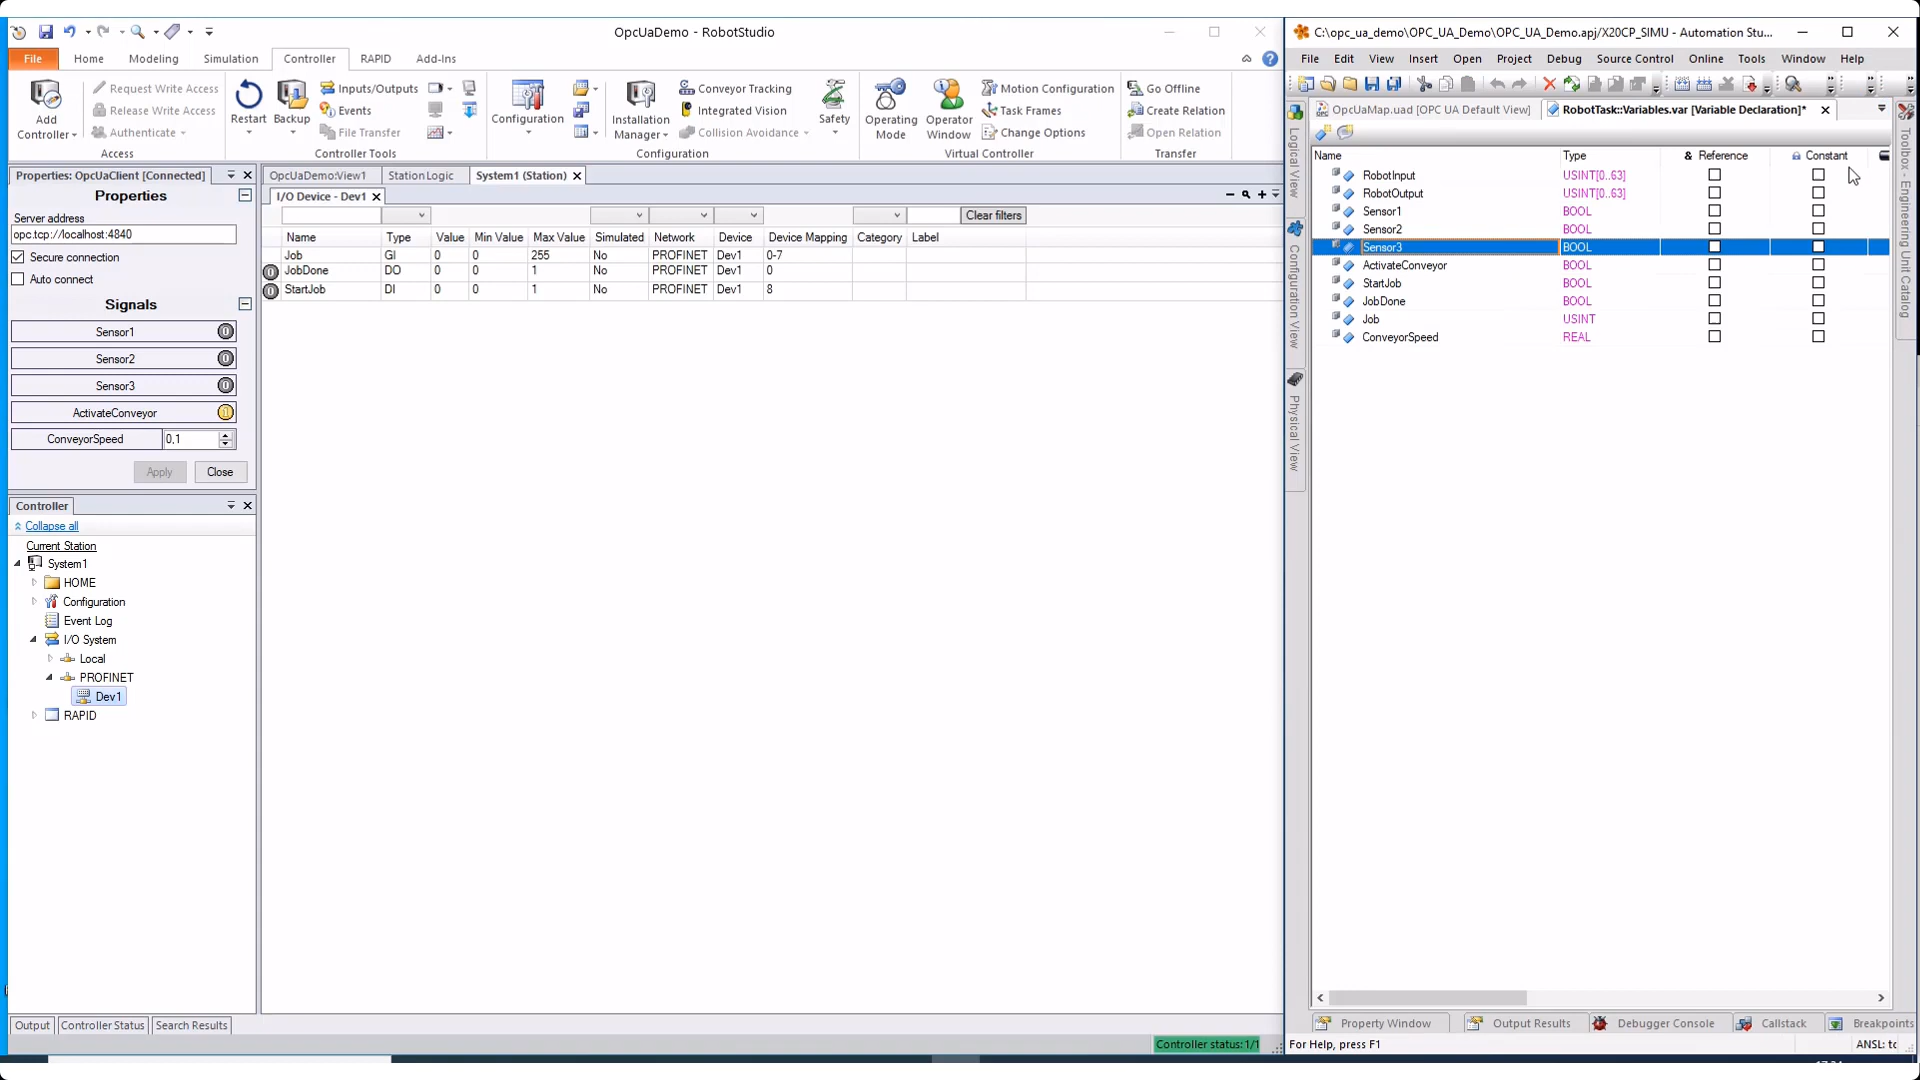 OpcUaDemo - RobotStudio
File Home Modeling Simulation Controller RAPID Add-Ins
Add
Controller
Request Write Access
Release Write Access
Authenticate
Access
Restart
Backup
Inputs/Outputs
Events
File Transfer
Controller Tools
Configuration
Installation
Manager
Conveyor Tracking
Integrated Vision
Collision Avoidance
Safety
Configuration
Operating
Mode
Operator
Window
Motion Configuration
Task Frames
Change Options
Virtual Controller
Go Offline
Create Relation
Open Relation
Transfer
Properties: OpcUaClient [Connected]
Properties
Server address
opc.tcp://localhost:4840
Secure connection
Auto connect
Signals
Sensor1 0
Sensor2 0
Sensor3 0
ActivateConveyor 1
ConveyorSpeed 0,1
Apply Close
Controller
Collapse all
Current Station
System1
HOME
Configuration
Event Log
I/O System
Local
PROFINET
Dev1
RAPID
Output Controller Status Search Results
OpcUaDemo:View1 Station Logic System1 (Station)
I/O Device - Dev1
Clear filters
Name Type Value Min Value Max Value Simulated Network Device Device Mapping Category Label
Job GI 0 0 255 No PROFINET Dev1 0-7
JobDone DO 0 0 1 No PROFINET Dev1 0
StartJob DI 0 0 1 No PROFINET Dev1 8
Controller status: 1/1
C:\opc_ua_demo\OPC_UA_Demo\OPC_UA_Demo.apj/X20CP_SIMU - Automation Stu...
File Edit View Insert Open Project Debug Source Control Online Tools Window Help
OpcUaMap.uad [OPC UA Default View] RobotTask::Variables.var [Variable Declaration]*
Name Type & Reference Constant
RobotInput USINT[0..63]
RobotOutput USINT[0..63]
Sensor1 BOOL
Sensor2 BOOL
Sensor3 BOOL
ActivateConveyor BOOL
StartJob BOOL
JobDone BOOL
Job USINT
ConveyorSpeed REAL
Logical View
Configuration View
Physical View
Toolbox - Engineering Unit Catalog
Property Window Output Results Debugger Console Callstack Breakpoints
For Help, press F1
ANSL: tc